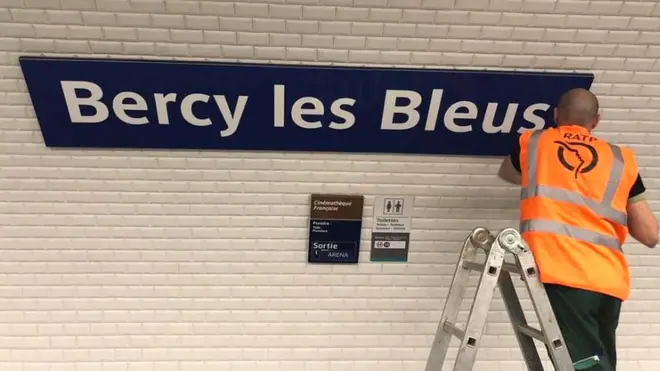 Bercy les Bleus
RATP
Cinémathèque
Française
Sortie
ARENA
Toilettes